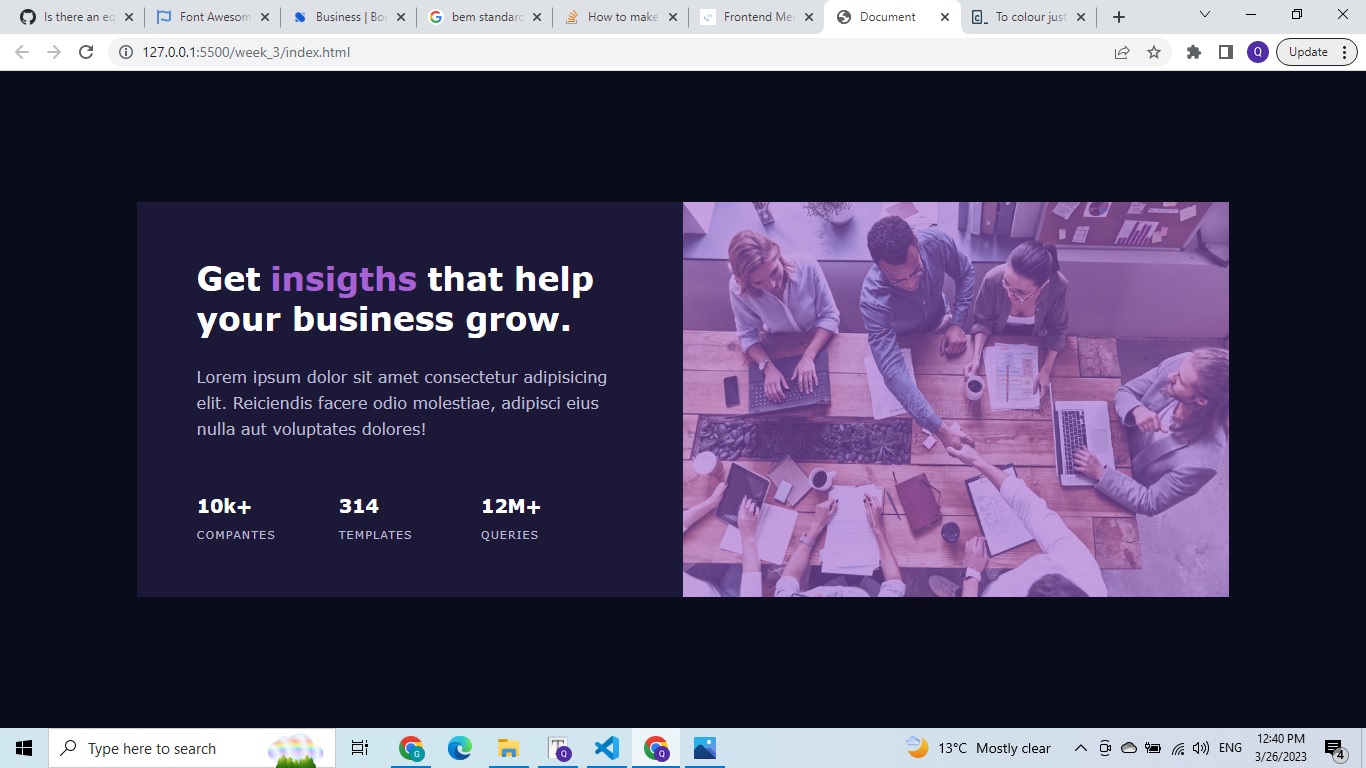 Is there an eq
Font Awesom
Business | Boo
bem standard
How to make
Frontend Me
Document
To colour just
127.0.0.1:5500/week_3/index.html
Q
Update
Get insigths that help
your business grow.
Lorem ipsum dolor sit amet consectetur adipisicing
elit. Reiciendis facere odio molestiae, adipisci eius
nulla aut voluptates dolores!
10k+
314
12M+
COMPANTES
TEMPLATES
QUERIES
Type here to search
G
Q
Q
13°C Mostly clear
ENG
12:40 PM
3/26/2023
4